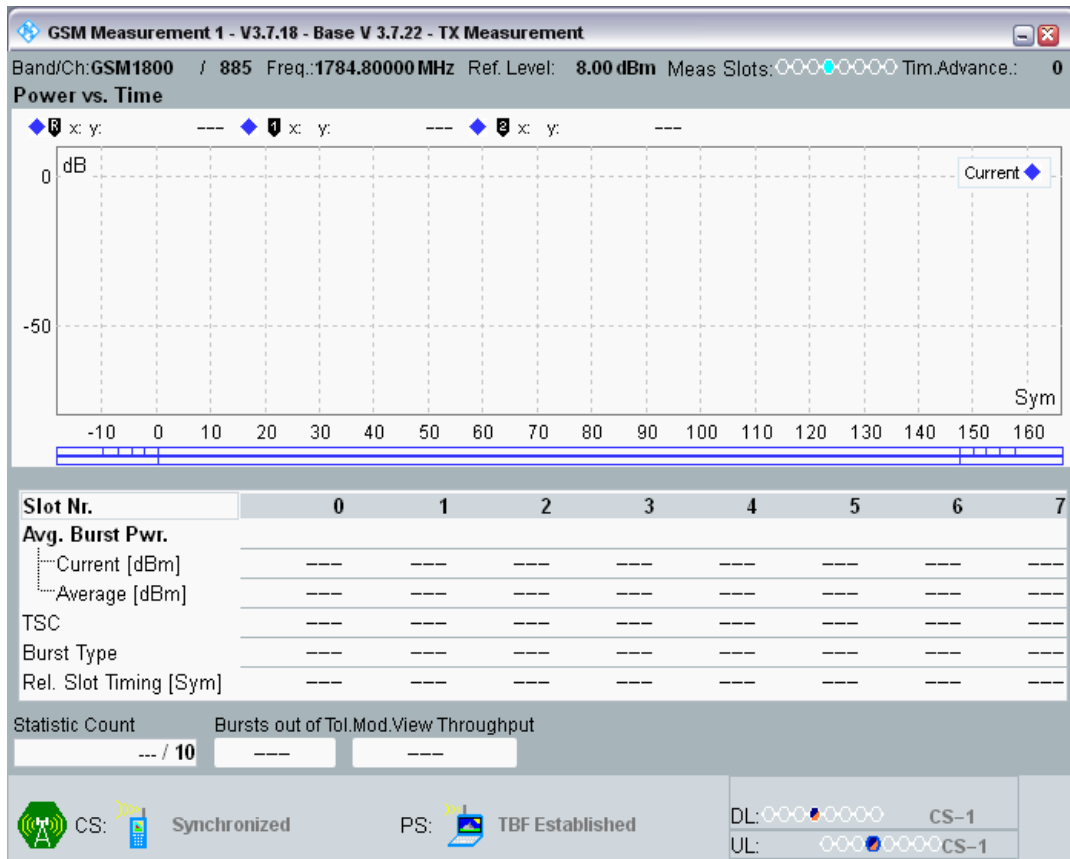 GSM Measurement 1 - V3.7.18 - Base V 3.7.22 - TX Measurement
Band/Ch:GSM1800 / 885 Freq.:1784.80000 MHz Ref. Level: 8.00 dBm Meas Slots: Tim.Advance.: 0
Power vs. Time
R x: y: --- 1 x: y: --- 2 x: y: ---
dB
Current
0
-50
Sym
-10 0 10 20 30 40 50 60 70 80 90 100 110 120 130 140 150 160
Slot Nr. 0 1 2 3 4 5 6 7
Avg. Burst Pwr.
Current [dBm] --- --- --- --- --- --- --- ---
Average [dBm] --- --- --- --- --- --- --- ---
TSC --- --- --- --- --- --- --- ---
Burst Type --- --- --- --- --- --- --- ---
Rel. Slot Timing [Sym] --- --- --- --- --- --- --- ---
Statistic Count Bursts out of Tol.Mod.View Throughput
--- / 10 --- ---
CS: Synchronized PS: TBF Established DL: CS-1
UL: CS-1